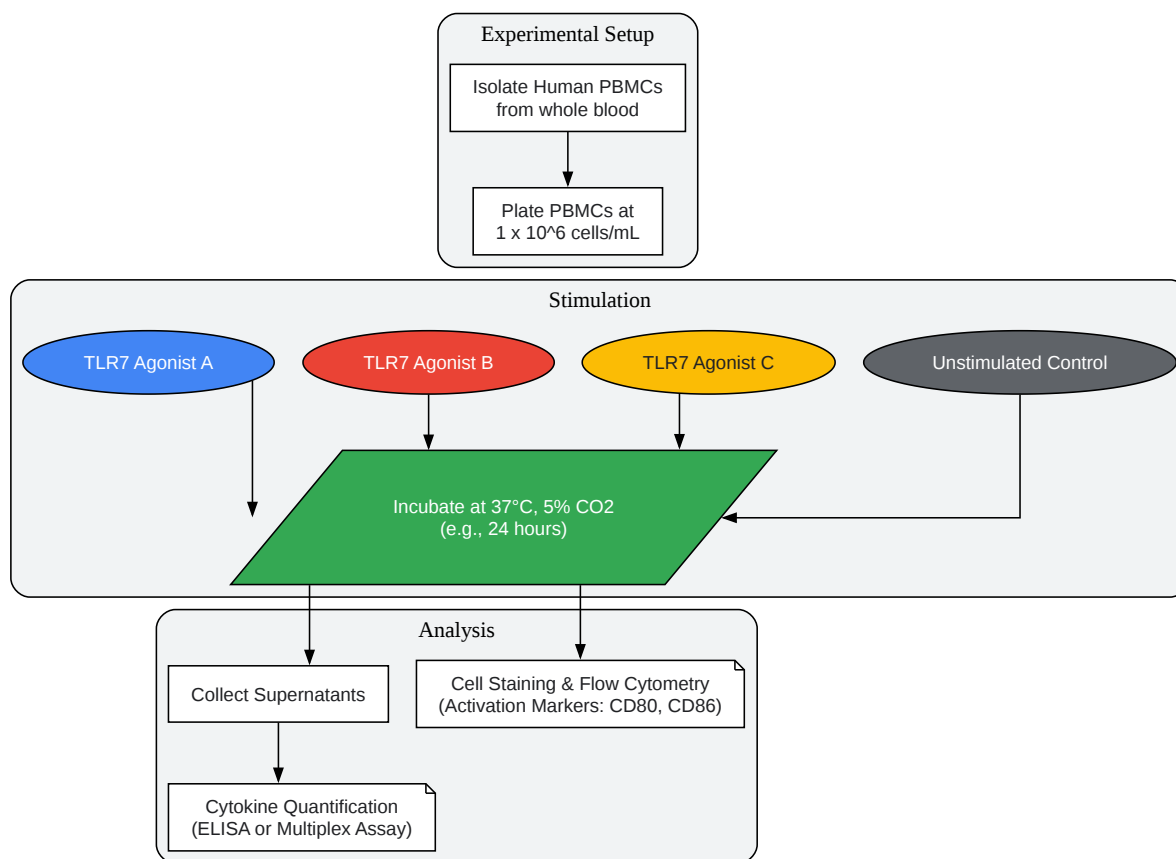 Experimental Setup
Isolate Human PBMCs
from whole blood
Plate PBMCs at
1 x 10^6 cells/mL
Stimulation
TLR7 Agonist A
TLR7 Agonist B
TLR7 Agonist C
Unstimulated Control
Incubate at 37°C, 5% CO2
(e.g., 24 hours)
Analysis
Collect Supernatants
Cell Staining & Flow Cytometry
(Activation Markers: CD80, CD86)
Cytokine Quantification
(ELISA or Multiplex Assay)